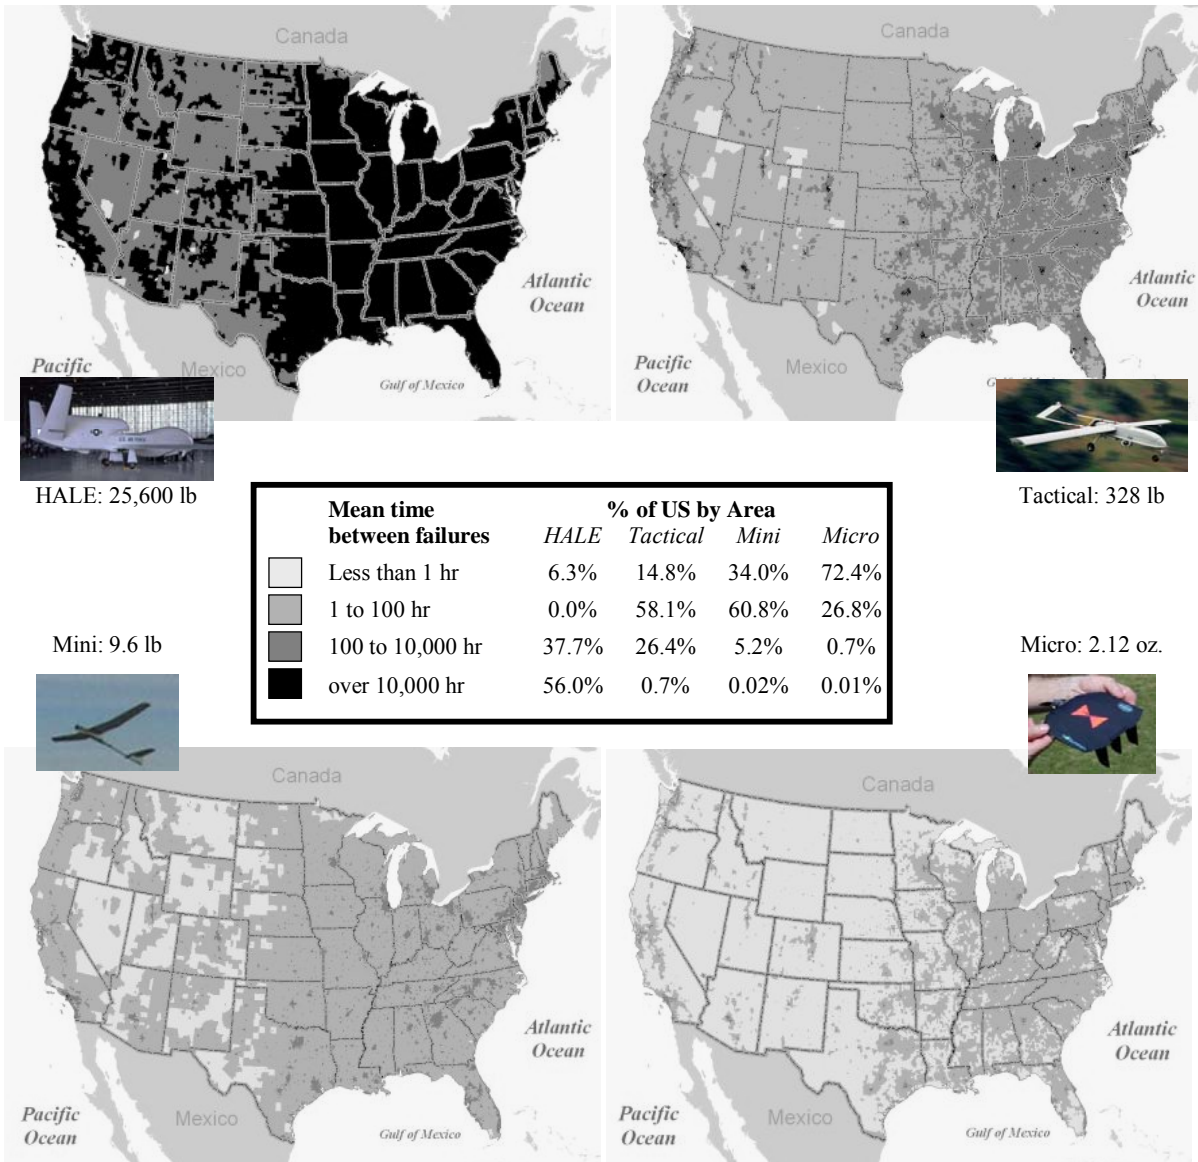 Canada
Atlantic
Ocean
Pacific
Mexico
Gulf of Mexico
Canada
Atlantic
Ocean
Pacific
Ocean
Mexico
HALE: 25,600 lb
Tactical: 328 lb
Mean time
between failures
% of US by Area
HALE Tactical Mini Micro
Less than 1 hr 6.3% 14.8% 34.0% 72.4%
1 to 100 hr 0.0% 58.1% 60.8% 26.8%
100 to 10,000 hr 37.7% 26.4% 5.2% 0.7%
over 10,000 hr 56.0% 0.7% 0.02% 0.01%
Mini: 9.6 lb
Micro: 2.12 oz.
Canada
Atlantic
Ocean
Pacific
Ocean
Mexico
Gulf of Mexico
Canada
Atlantic
Ocean
Pacific
Ocean
Mexico
Gulf of Mexico